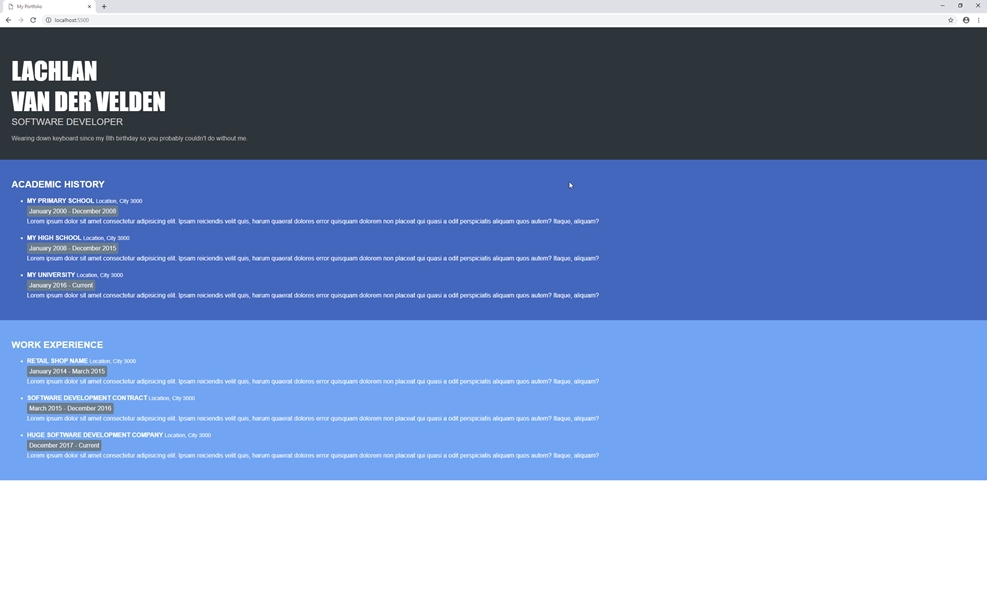 My Portfolio
localhost:5500
LACHLAN
VAN DER VELDEN
SOFTWARE DEVELOPER
Wearing down keyboard since my 8th birthday so you probably couldn't do without me.
ACADEMIC HISTORY
MY PRIMARY SCHOOL Location, City 3000
January 2000 - December 2008
Lorem ipsum dolor sit amet consectetur adipisicing elit. Ipsam reiciendis velit quis, harum quaerat dolores error quisquam dolorem non placeat qui quasi a odit perspiciatis aliquam quos autem? Itaque, aliquam?
MY HIGH SCHOOL Location, City 3000
January 2008 - December 2015
Lorem ipsum dolor sit amet consectetur adipisicing elit. Ipsam reiciendis velit quis, harum quaerat dolores error quisquam dolorem non placeat qui quasi a odit perspiciatis aliquam quos autem? Itaque, aliquam?
MY UNIVERSITY Location, City 3000
January 2016 - Current
Lorem ipsum dolor sit amet consectetur adipisicing elit. Ipsam reiciendis velit quis, harum quaerat dolores error quisquam dolorem non placeat qui quasi a odit perspiciatis aliquam quos autem? Itaque, aliquam?
WORK EXPERIENCE
RETAIL SHOP NAME Location, City 3000
January 2014 - March 2015
Lorem ipsum dolor sit amet consectetur adipisicing elit. Ipsam reiciendis velit quis, harum quaerat dolores error quisquam dolorem non placeat qui quasi a odit perspiciatis aliquam quos autem? Itaque, aliquam?
SOFTWARE DEVELOPMENT CONTRACT Location, City 3000
March 2015 - December 2016
Lorem ipsum dolor sit amet consectetur adipisicing elit. Ipsam reiciendis velit quis, harum quaerat dolores error quisquam dolorem non placeat qui quasi a odit perspiciatis aliquam quos autem? Itaque, aliquam?
HUGE SOFTWARE DEVELOPMENT COMPANY Location, City 3000
December 2017 - Current
Lorem ipsum dolor sit amet consectetur adipisicing elit. Ipsam reiciendis velit quis, harum quaerat dolores error quisquam dolorem non placeat qui quasi a odit perspiciatis aliquam quos autem? Itaque, aliquam?